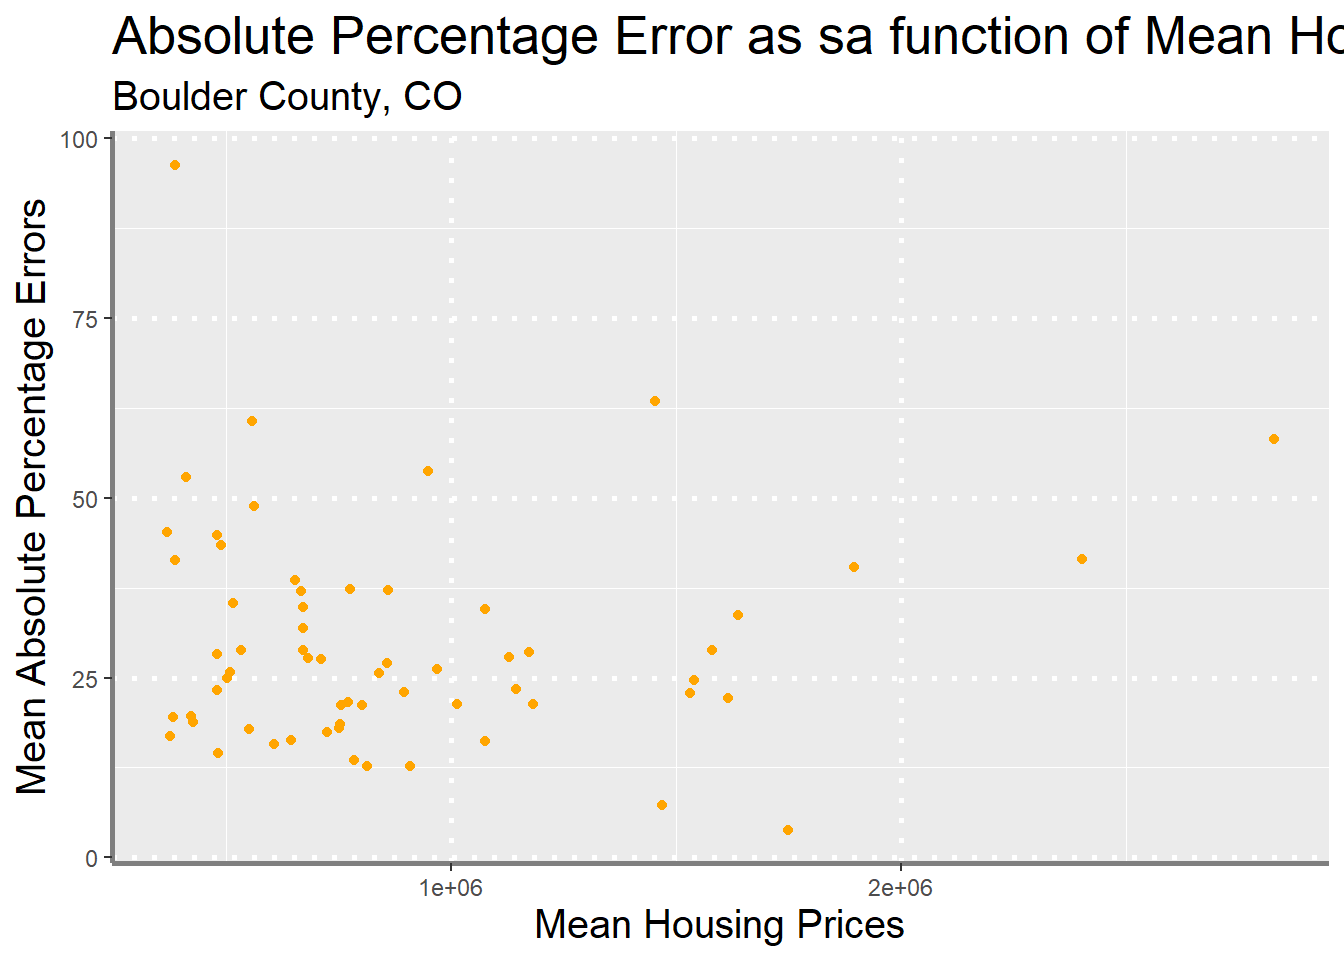 Absolute Percentage Error as sa function of Mean Ho
Boulder County, CO
100
75
50
25
0
Mean Absolute Percentage Errors
1e+06
2e+06
Mean Housing Prices